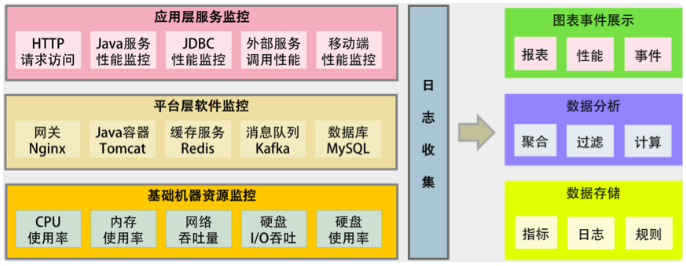 应用层服务监控
HTTP
请求访问
Java服务
性能监控
JDBC
性能监控
外部服务
调用性能
移动端
性能监控
平台层软件监控
网关
Nginx
Java容器
Tomcat
缓存服务
Redis
消息队列
Kafka
数据库
MySQL
基础机器资源监控
CPU
使用率
内存
使用率
网络
吞吐量
硬盘
I/O吞吐
硬盘
使用率
日
志
收
集
图表事件展示
报表
性能
事件
数据分析
聚合
过滤
计算
数据存储
指标
日志
规则